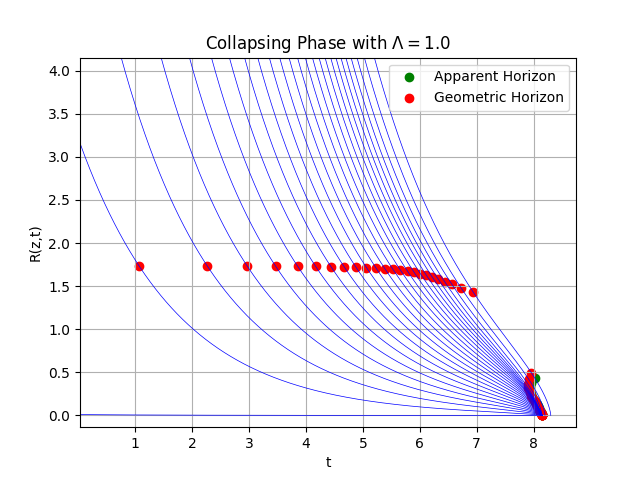 Collapsing Phase with Λ = 1.0
Apparent Horizon
Geometric Horizon
R(z,t)
4.0
3.5
3.0
2.5
2.0
1.5
1.0
0.5
0.0
1 2 3 4 5 6 7 8
t